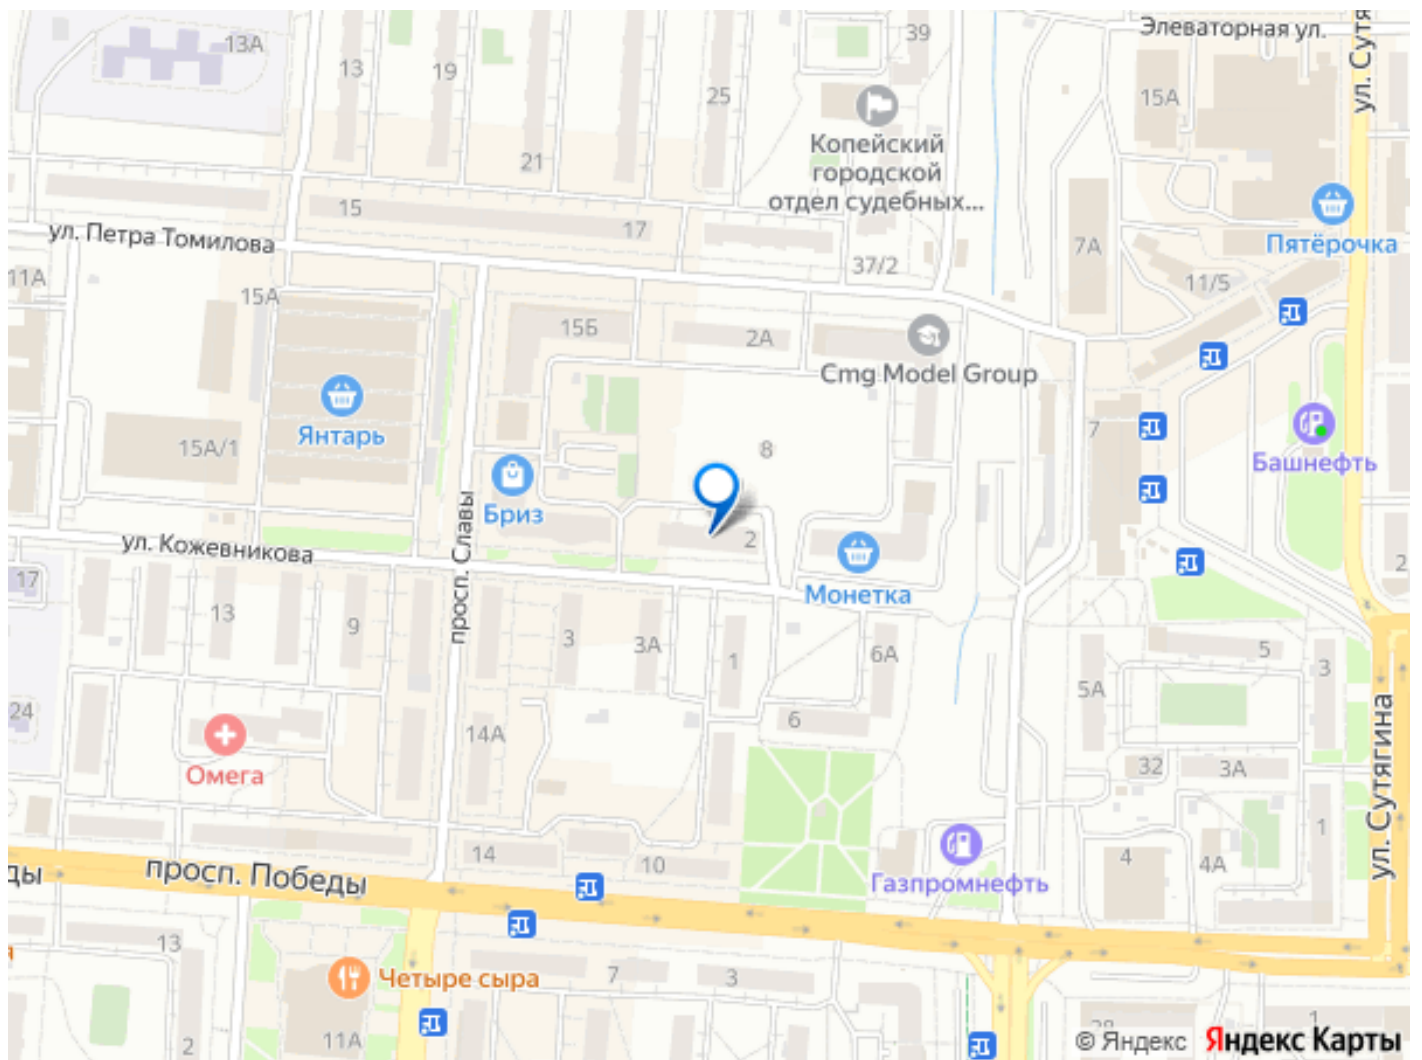 Элеваторная ул.
ул. Сутя
13А
39
13
19
25
15А
Копейский
городской
отдел судебных...
21
15
17
Пятёрочка
ул. Петра Томилова
7А
11А
37/2
11/5
15А
15Б
2А
Cmg Model Group
Янтарь
7
15А/1
8
Башнефть
Бриз
просп. Славы
2
ул. Кожевникова
Монетка
17
2
13
9
3
3А
1
6А
5
3
5А
24
6
14А
ул. Сутягина
Омега
32
3А
1
14
10
4
4А
ды
просп. Победы
Газпромнефть
13
7
3
Четыре сыра
2
11А
1
© Яндекс
Яндекс Карты